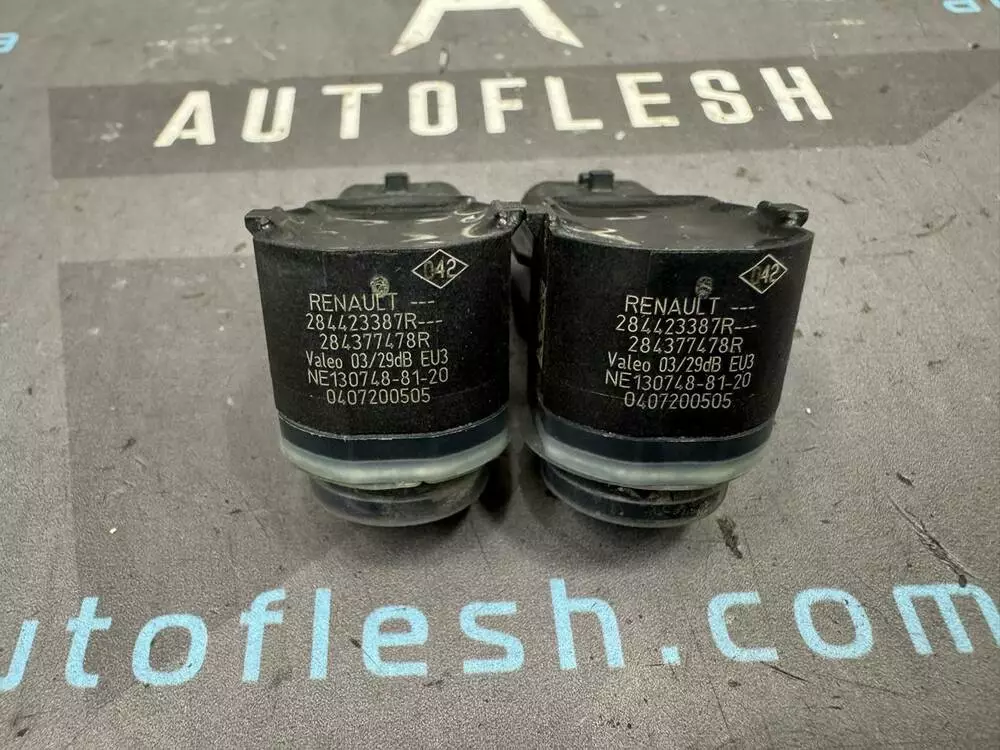 A
AUTOFLESH
042
RENAULT ---
284423387R---
284377478R
Valeo 03/29dB EU3
NE130748-81-20
0407200505
042
RENAULT ---
284423387R---
284377478R
Valeo 03/29dB EU3
NE130748-81-20
0407200505
autoflesh.com